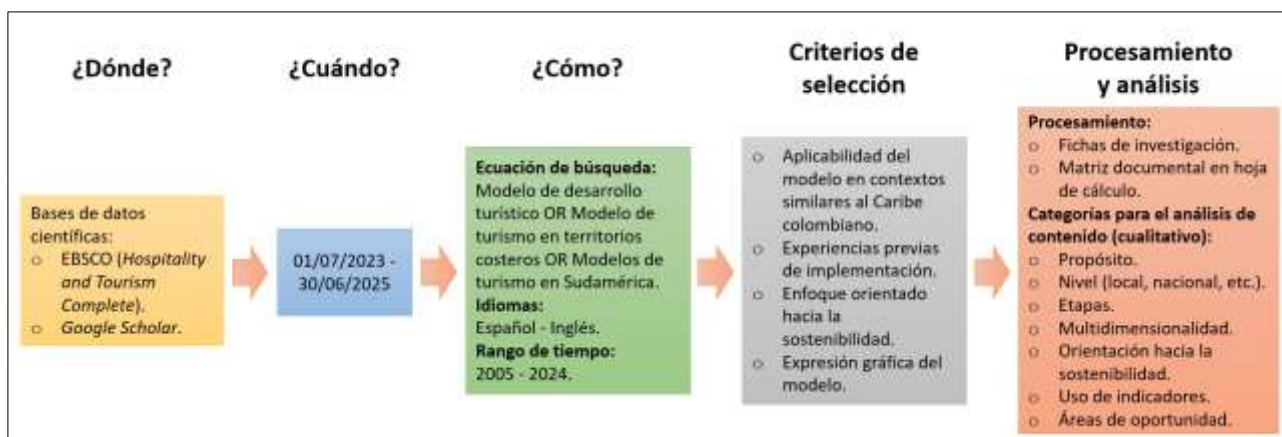 ¿Dónde?
Bases de datos
científicas:
o EBSCO (Hospitality
and Tourism
Complete).
o Google Scholar.
¿Cuándo?
01/07/2023 -
30/06/2025
¿Cómo?
Ecuación de búsqueda:
Modelo de desarrollo
turístico OR Modelo de
turismo en territorios
costeros OR Modelos de
turismo en Sudamérica.
Idiomas:
Español - Inglés.
Rango de tiempo:
2005 - 2024.
Criterios de
selección
o Aplicabilidad del
modelo en contextos
similares al Caribe
colombiano.
o Experiencias previas
de implementación.
o Enfoque orientado
hacia la
sostenibilidad.
o Expresión gráfica del
modelo.
Procesamiento
y análisis
Procesamiento:
o Fichas de investigación.
o Matriz documental en hoja
de cálculo.
Categorías para el análisis de
contenido (cualitativo):
o Propósito.
o Nivel (local, nacional, etc.).
o Etapas.
o Multidimensionalidad.
o Orientación hacia la
sostenibilidad.
o Uso de indicadores.
o Áreas de oportunidad.